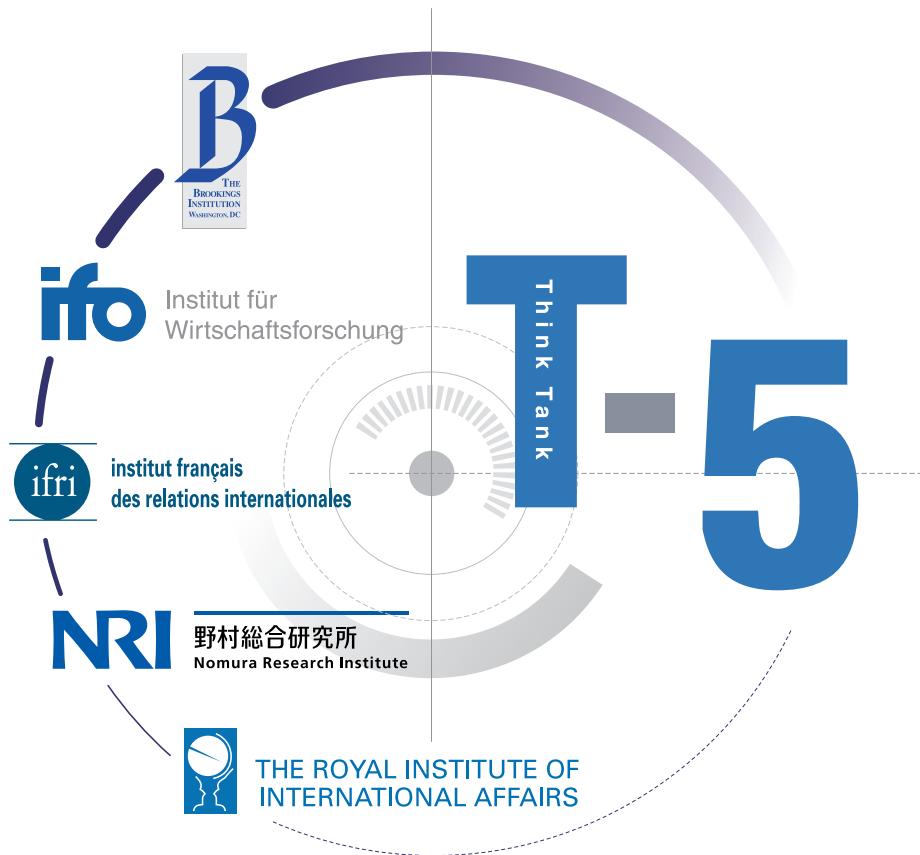 B
THE
BROOKINGS
INSTITUTION
WASHINGTON, DC
ifo
Institut für
Wirtschaftsforschung
ifri
institut français
des relations internationales
NRI
野村総合研究所
Nomura Research Institute
THE ROYAL INSTITUTE OF
INTERNATIONAL AFFAIRS
T-5
Think Tank